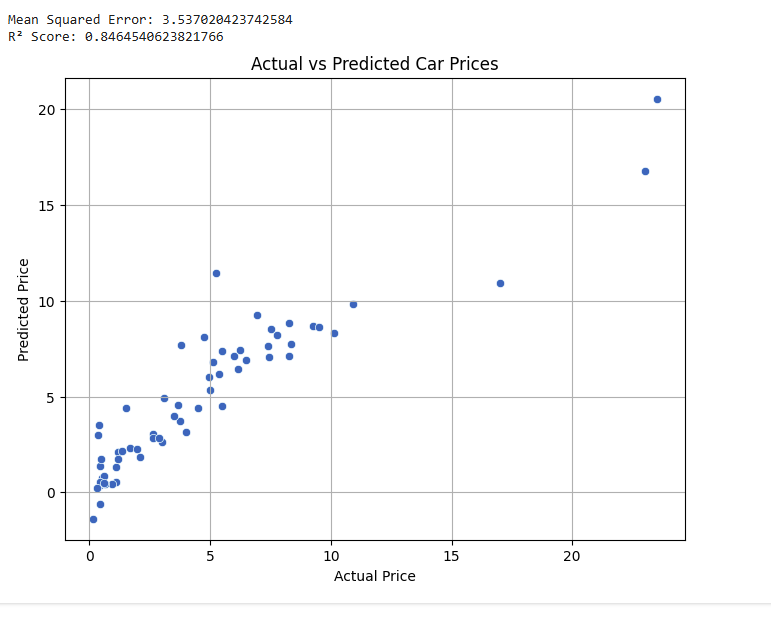 Mean Squared Error: 3.537020423742584
R² Score: 0.8464540623821766
Actual vs Predicted Car Prices
20
15
10
5
0
Predicted Price
0 5 10 15 20
Actual Price